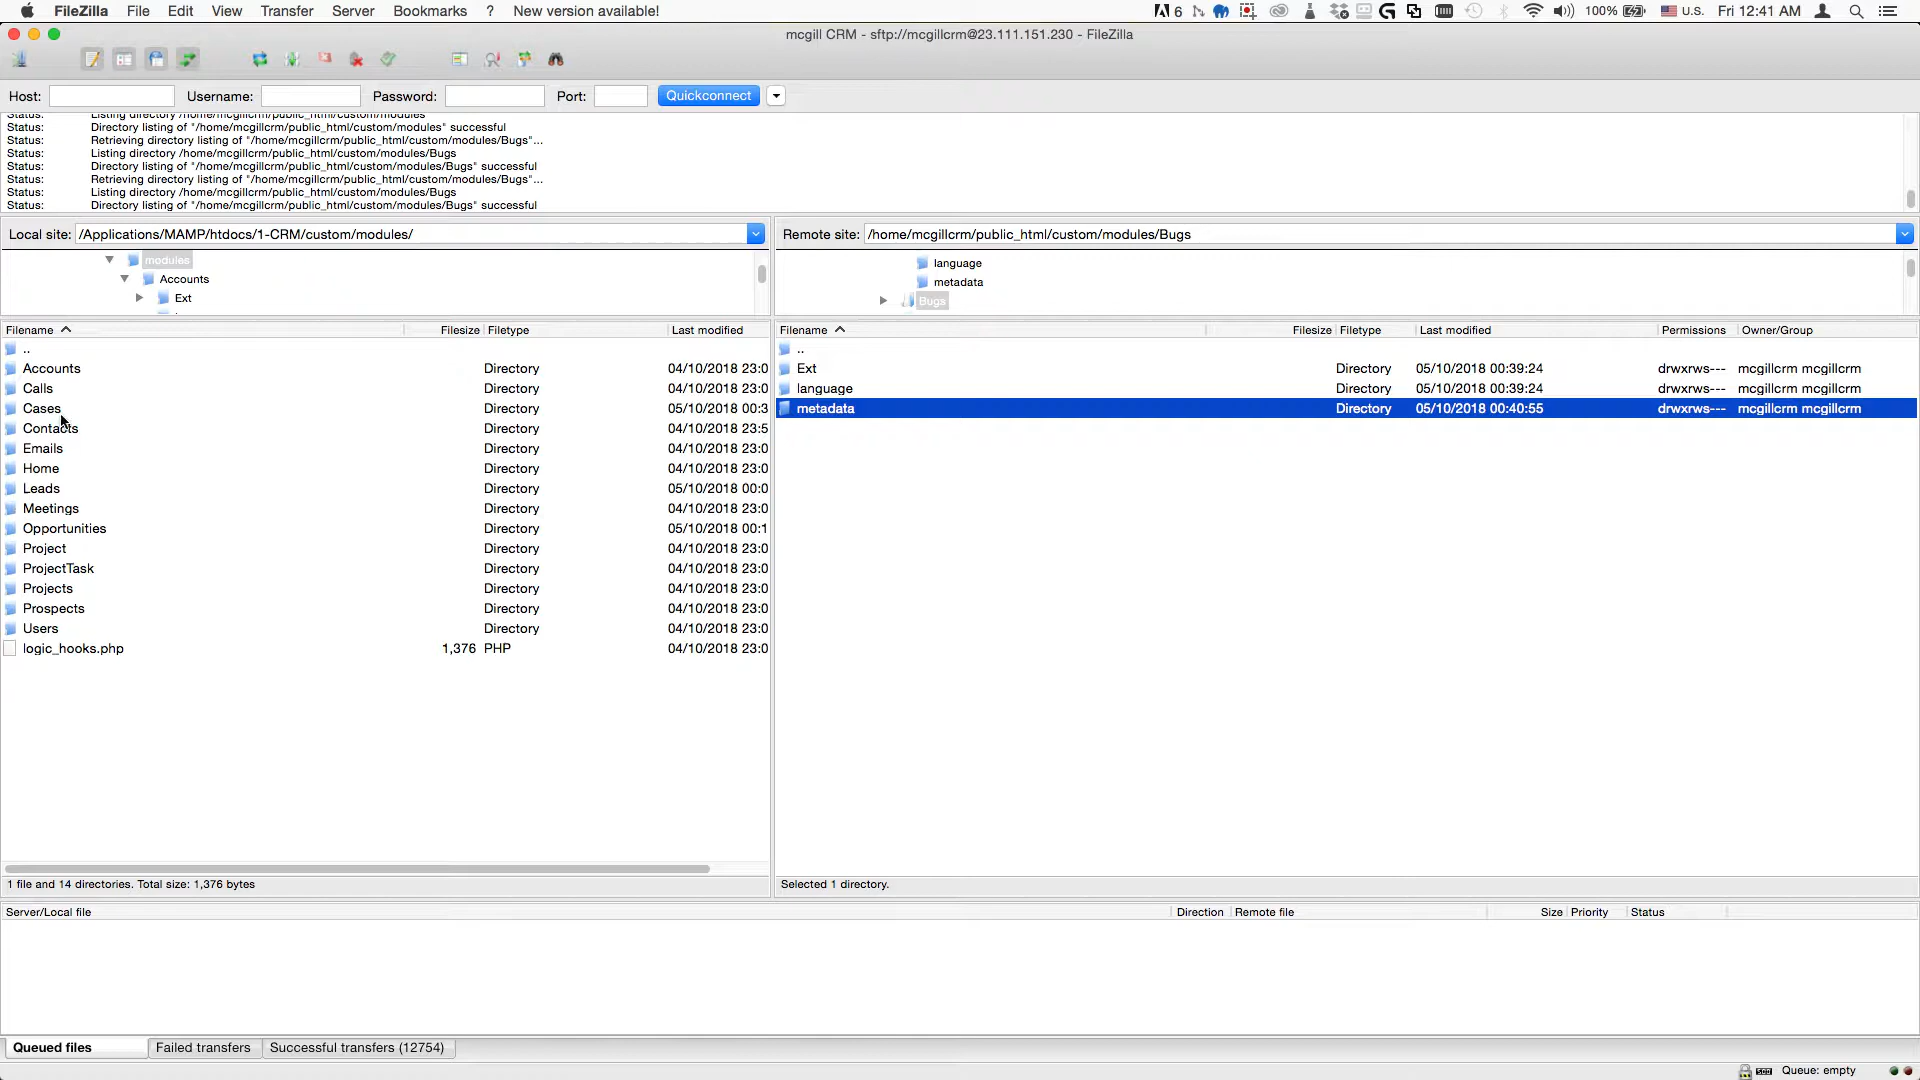 FileZilla File Edit View Transfer Server Bookmarks ? New version available! 6 100% U.S. Fri 12:41 AM
mcgill CRM - sftp://mcgillcrm@23.111.151.230 - FileZilla
Host: Username: Password: Port: Quickconnect
Status: Listing directory /home/mcgillcrm/public_html/custom/modules
Status: Directory listing of "/home/mcgillcrm/public_html/custom/modules" successful
Status: Retrieving directory listing of "/home/mcgillcrm/public_html/custom/modules/Bugs"...
Status: Listing directory /home/mcgillcrm/public_html/custom/modules/Bugs
Status: Directory listing of "/home/mcgillcrm/public_html/custom/modules/Bugs" successful
Status: Retrieving directory listing of "/home/mcgillcrm/public_html/custom/modules/Bugs"...
Status: Listing directory /home/mcgillcrm/public_html/custom/modules/Bugs
Status: Directory listing of "/home/mcgillcrm/public_html/custom/modules/Bugs" successful
Local site: /Applications/MAMP/htdocs/1-CRM/custom/modules/
modules
Accounts
Ext
Filename Filesize Filetype Last modified
..
Accounts Directory 04/10/2018 23:0
Calls Directory 04/10/2018 23:0
Cases Directory 05/10/2018 00:3
Contacts Directory 04/10/2018 23:5
Emails Directory 04/10/2018 23:0
Home Directory 04/10/2018 23:0
Leads Directory 05/10/2018 00:0
Meetings Directory 04/10/2018 23:0
Opportunities Directory 05/10/2018 00:1
Project Directory 04/10/2018 23:0
ProjectTask Directory 04/10/2018 23:0
Projects Directory 04/10/2018 23:0
Prospects Directory 04/10/2018 23:0
Users Directory 04/10/2018 23:0
logic_hooks.php 1,376 PHP 04/10/2018 23:0
1 file and 14 directories. Total size: 1,376 bytes
Remote site: /home/mcgillcrm/public_html/custom/modules/Bugs
language
metadata
Bugs
Filename Filesize Filetype Last modified Permissions Owner/Group
..
Ext Directory 05/10/2018 00:39:24 drwxrws--- mcgillcrm mcgillcrm
language Directory 05/10/2018 00:39:24 drwxrws--- mcgillcrm mcgillcrm
metadata Directory 05/10/2018 00:40:55 drwxrws--- mcgillcrm mcgillcrm
Selected 1 directory.
Server/Local file Direction Remote file Size Priority Status
Queued files Failed transfers Successful transfers (12754)
Queue: empty